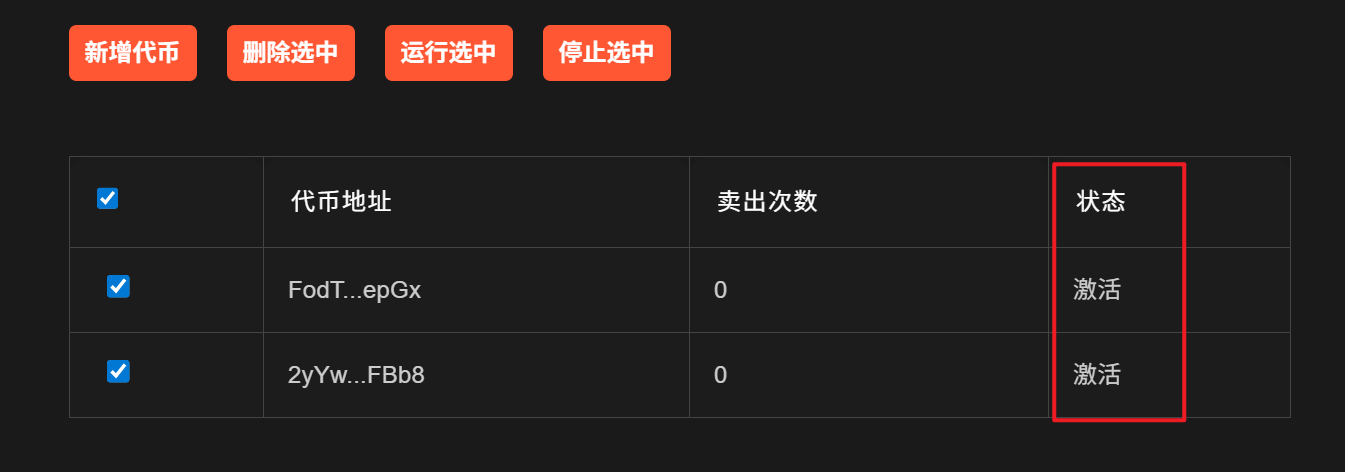 新增代币 删除选中 运行选中 停止选中
代币地址 卖出次数 状态
FodT...epGx 0 激活
2yYw...FBb8 0 激活